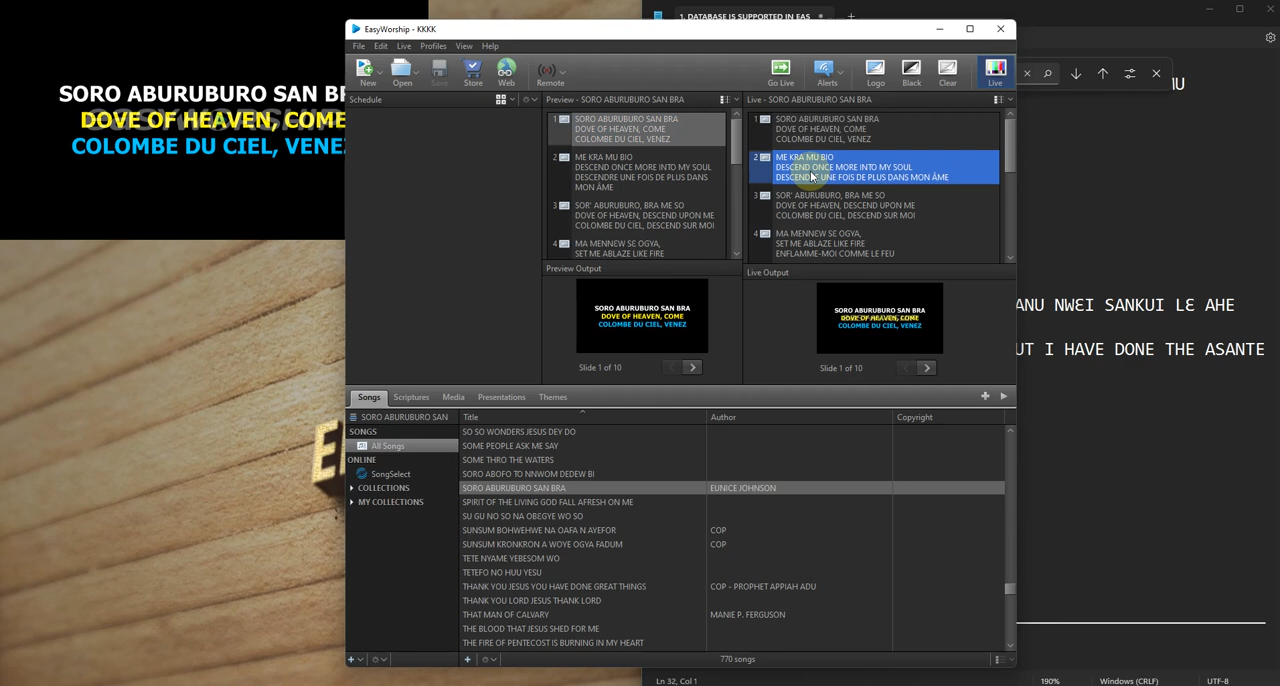 1. DATABASE IS SUPPORTED IN EAS
EasyWorship - KKKK
File Edit Live Profiles View Help
New Open Save Store Web Remote Go Live Alerts Logo Black Clear Live
Schedule
Preview - SORO ABURUBURO SAN BRA
Live - SORO ABURUBURO SAN BRA
SORO ABURUBURO SAN BR
DOVE OF HEAVEN, COME
COLOMBE DU CIEL, VENE
1 SORO ABURUBURO SAN BRA
DOVE OF HEAVEN, COME
COLOMBE DU CIEL, VENEZ
2 ME KRA MU BIO
DESCEND ONCE MORE INTO MY SOUL
DESCENDRE UNE FOIS DE PLUS DANS
MON ÂME
3 SOR' ABURUBURO, BRA ME SO
DOVE OF HEAVEN, DESCEND UPON ME
COLOMBE DU CIEL, DESCEND SUR MOI
4 MA MENNEW SE OGYA,
SET ME ABLAZE LIKE FIRE
ENFLAMME-MOI COMME LE FEU
1 SORO ABURUBURO SAN BRA
DOVE OF HEAVEN, COME
COLOMBE DU CIEL, VENEZ
2 ME KRA MU BIO
DESCEND ONCE MORE INTO MY SOUL
DESCENDRE UNE FOIS DE PLUS DANS MON ÂME
3 SOR' ABURUBURO, BRA ME SO
DOVE OF HEAVEN, DESCEND UPON ME
COLOMBE DU CIEL, DESCEND SUR MOI
4 MA MENNEW SE OGYA,
SET ME ABLAZE LIKE FIRE
ENFLAMME-MOI COMME LE FEU
Preview Output
Live Output
SORO ABURUBURO SAN BRA
DOVE OF HEAVEN, COME
COLOMBE DU CIEL, VENEZ
SORO ABURUBURO SAN BRA
DOVE OF HEAVEN, COME
COLOMBE DU CIEL, VENEZ
Slide 1 of 10
Slide 1 of 10
MU
ANU NWƐI SANKUI LƐ AHE
UT I HAVE DONE THE ASANTE
Songs Scriptures Media Presentations Themes
SORO ABURUBURO SAN
SONGS
All Songs
ONLINE
SongSelect
COLLECTIONS
MY COLLECTIONS
Title Author Copyright
SO SO WONDERS JESUS DEY DO
SOME PEOPLE ASK ME SAY
SOME THRO THE WATERS
SORO ABOFO TO NNWOM DEDEW BI
SORO ABURUBURO SAN BRA EUNICE JOHNSON
SPIRIT OF THE LIVING GOD FALL AFRESH ON ME
SU GU NO SO NA OBEGYE WO SO
SUNSUM BOHWEHWE NA OAFA N AYEFOR COP
SUNSUM KRONKRON A WOYE OGYA FADUM COP
TETE NYAME YEBESOM WO
TETEFO NO HUU YESU
THANK YOU JESUS YOU HAVE DONE GREAT THINGS COP - PROPHET APPIAH ADU
THANK YOU LORD JESUS THANK LORD
THAT MAN OF CALVARY MANIE P. FERGUSON
THE BLOOD THAT JESUS SHED FOR ME
THE FIRE OF PENTECOST IS BURNING IN MY HEART
770 songs
Ln 32, Col 1 190% Windows (CRLF) UTF-8